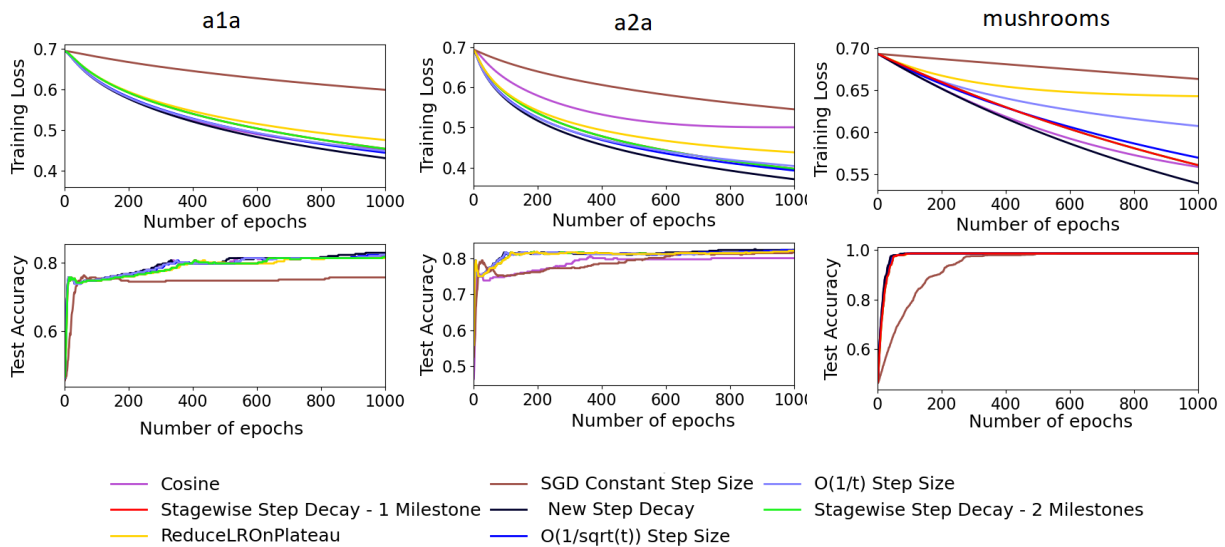 a1a
a2a
mushrooms
Training Loss
0.7
0.6
0.5
0.4
0 200 400 600 800 1000
Number of epochs
Training Loss
0.7
0.6
0.5
0.4
0 200 400 600 800 1000
Number of epochs
Training Loss
0.70
0.65
0.60
0.55
0 200 400 600 800 1000
Number of epochs
Test Accuracy
0.8
0.6
0 200 400 600 800 1000
Number of epochs
Test Accuracy
0.8
0.7
0.6
0.5
0 200 400 600 800 1000
Number of epochs
Test Accuracy
1.0
0.8
0.6
0 200 400 600 800 1000
Number of epochs
Cosine
SGD Constant Step Size
O(1/t) Step Size
Stagewise Step Decay - 1 Milestone
New Step Decay
Stagewise Step Decay - 2 Milestones
ReduceLROnPlateau
O(1/sqrt(t)) Step Size